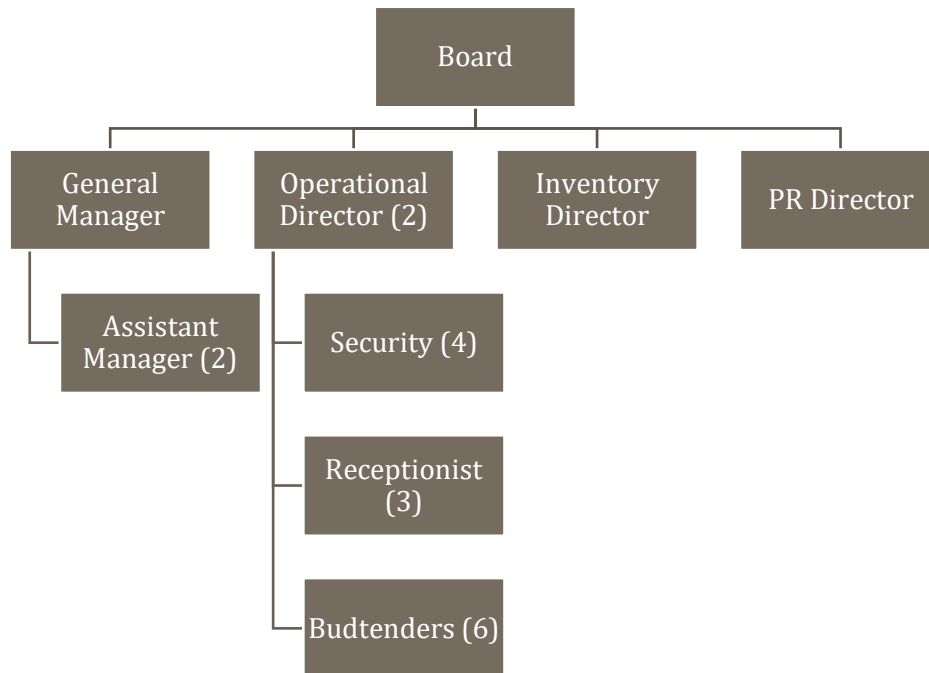 Board
General
Manager
Operational
Director (2)
Inventory
Director
PR Director
Assistant
Manager (2)
Security (4)
Receptionist
(3)
Budtenders (6)